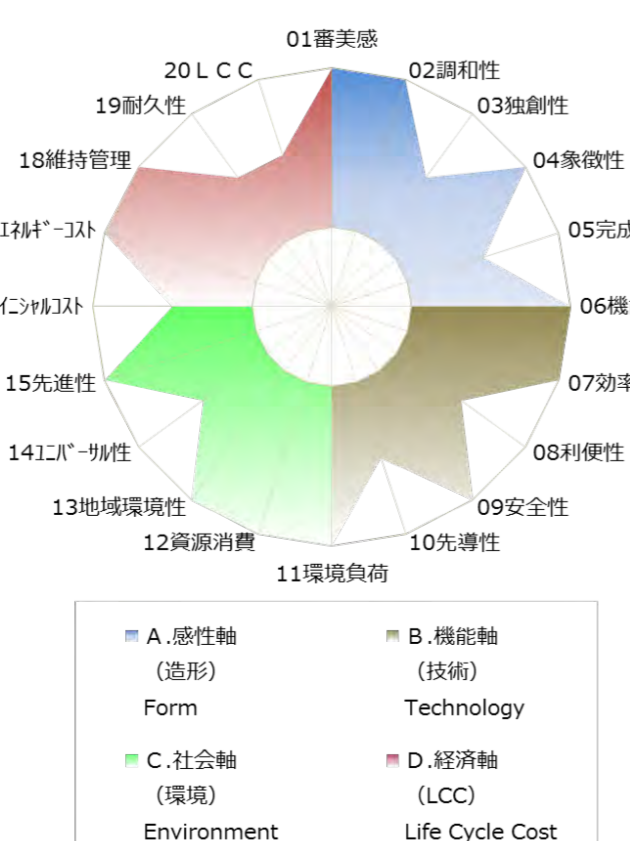 01審美感
20ＬＣＣ
02調和性
19耐久性
03独創性
18維持管理
04象徴性
ｴﾈﾙｷﾞｰｺｽﾄ
05完成
ｲﾆｼｬﾙｺｽﾄ
06機
15先進性
07効率
14ﾕﾆﾊﾞｰｻﾙ性
08利便性
13地域環境性
09安全性
12資源消費
10先導性
11環境負荷
Ａ.感性軸
（造形）
Form
Ｂ.機能軸
（技術）
Technology
Ｃ.社会軸
（環境）
Environment
Ｄ.経済軸
（LCC）
Life Cycle Cost